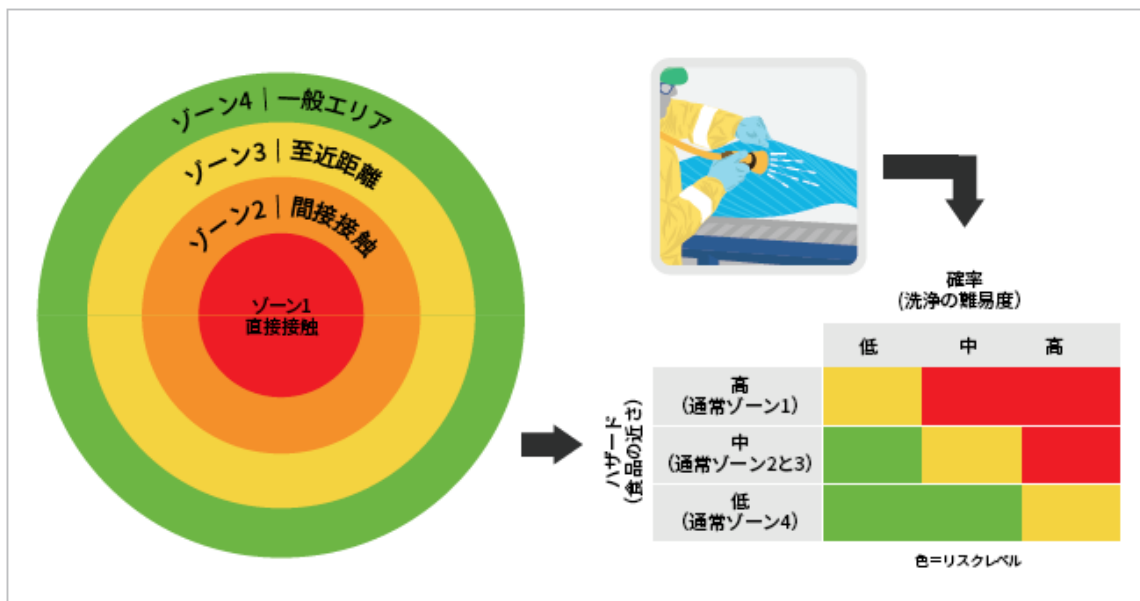 ゾーン4｜一般エリア
ゾーン3｜至近距離
ゾーン2｜間接接触
ゾーン1
直接接触
確率
(洗浄の難易度)
低 中 高
ハザード
(食品の近さ)
高
(通常ゾーン1)
中
(通常ゾーン2と3)
低
(通常ゾーン4)
色＝リスクレベル